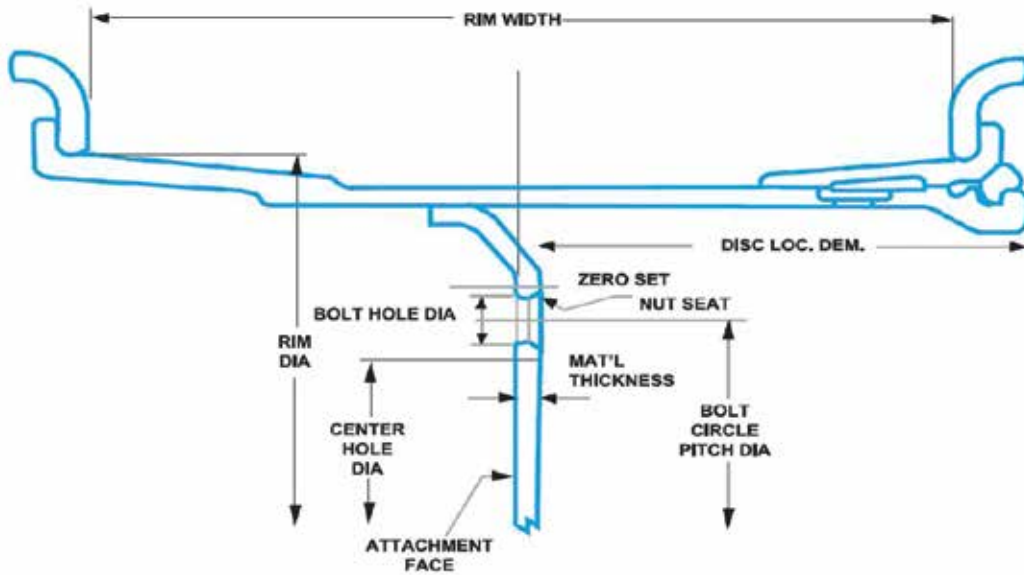 RIM WIDTH
DISC LOC. DEM.
ZERO SET
NUT SEAT
BOLT HOLE DIA
RIM
DIA
MAT'L
THICKNESS
CENTER
HOLE
DIA
BOLT
CIRCLE
PITCH DIA
ATTACHMENT
FACE